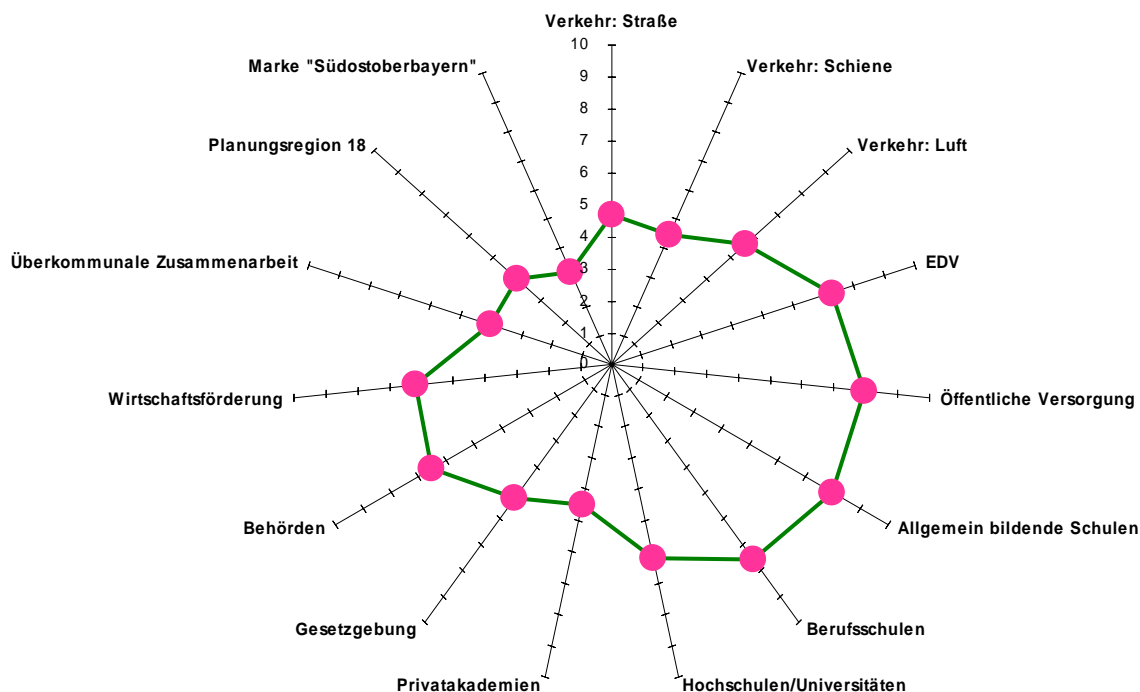 Verkehr: Straße
10
Marke "Südostoberbayern"
Verkehr: Schiene
9
8
Planungsregion 18
7
Verkehr: Luft
6
5
4
Überkommunale Zusammenarbeit
EDV
3
2
1
0
Wirtschaftsförderung
Öffentliche Versorgung
Behörden
Allgemein bildende Schulen
Gesetzgebung
Berufsschulen
Privatakademien
Hochschulen/Universitäten